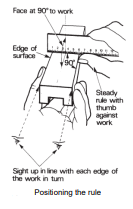 Face at 90° to work
Edge of
surface
90°
Steady
rule with
thumb
against
work
Sight up in line with each edge of
the work in turn
Positioning the rule